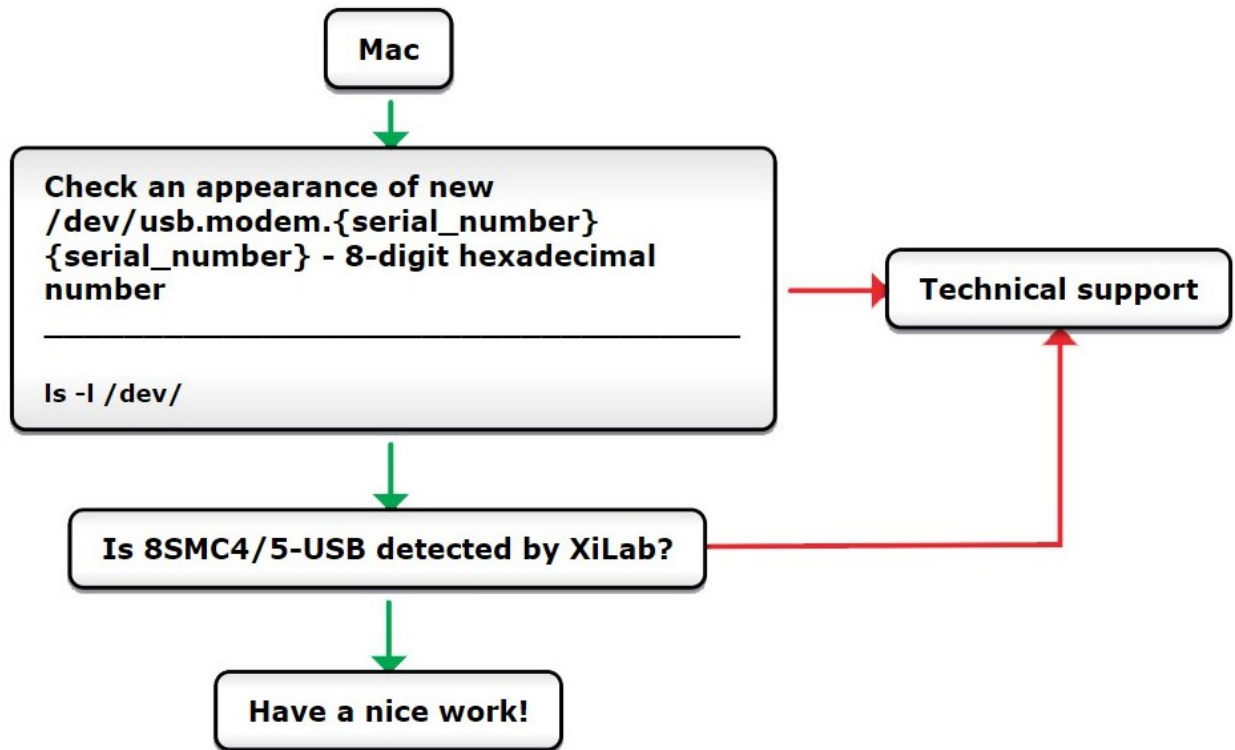 Mac
Check an appearance of new
/dev/usb.modem.{serial_number}
{serial_number} - 8-digit hexadecimal
number
ls -l /dev/
Technical support
Is 8SMC4/5-USB detected by XiLab?
Have a nice work!